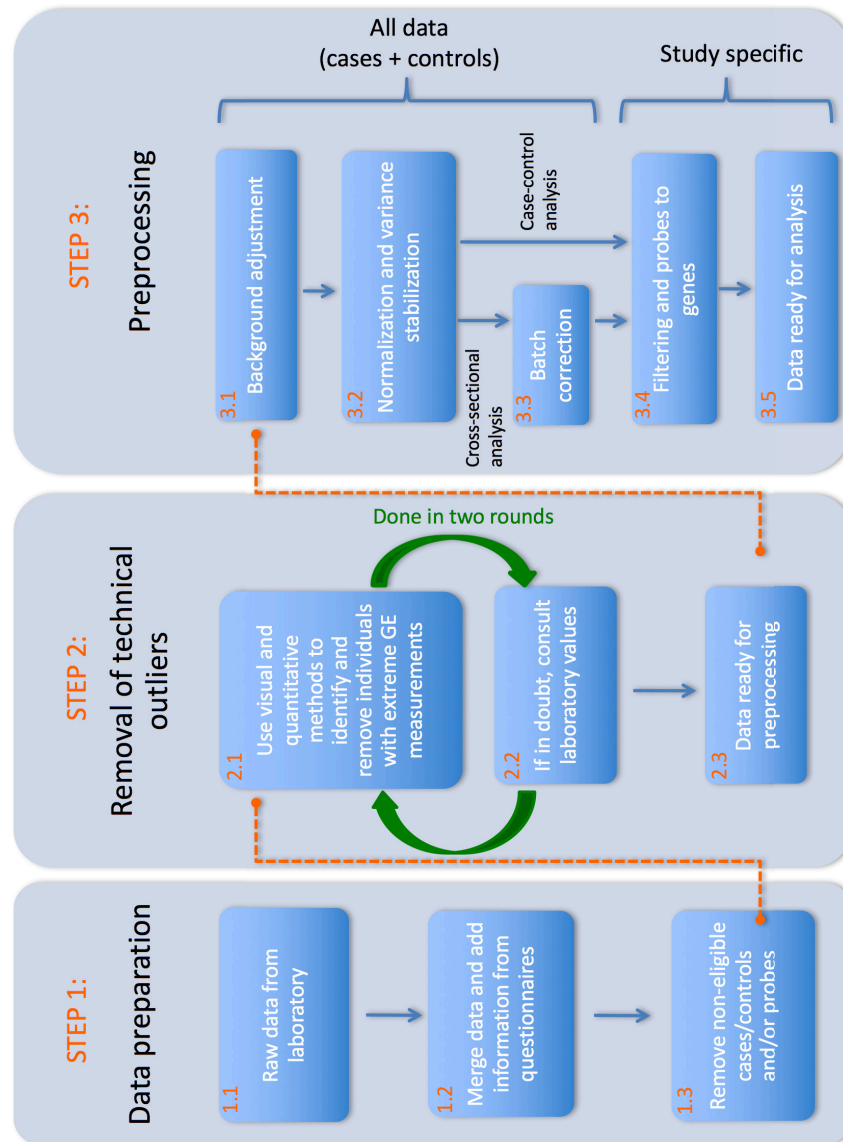 STEP 1:
Data preparation
1.1
Raw data from
laboratory
1.2
Merge data and add
information from
questionnaires
1.3
Remove non-eligible
cases/controls
and/or probes
STEP 2:
Removal of technical
outliers
2.1
Use visual and
quantitative
methods to
identify and
remove individuals
with extreme GE
measurements
Done in two rounds
2.2
If in doubt, consult
laboratory values
2.3
Data ready for
preprocessing
STEP 3:
Preprocessing
3.1
Background adjustment
3.2
Normalization and variance
stabilization
Cross-sectional
analysis
Case-control
analysis
3.3
Batch
correction
3.4
Filtering and probes to
genes
3.5
Data ready for analysis
All data
(cases + controls)
Study specific